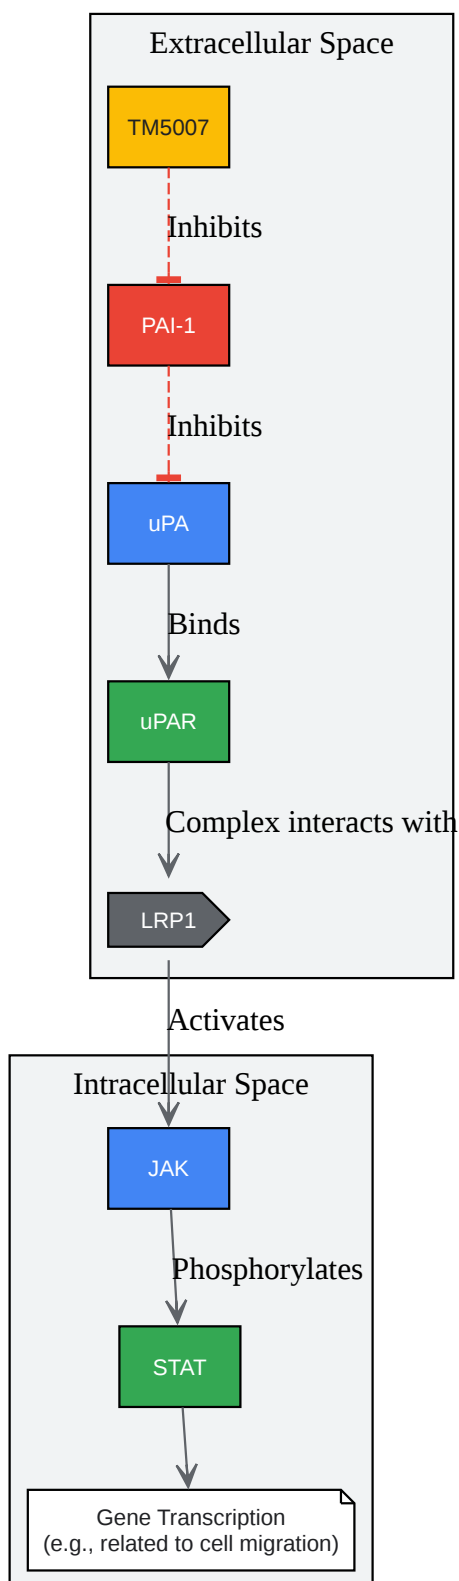 Extracellular Space
TM5007
Inhibits
PAI-1
Inhibits
uPA
Binds
uPAR
Complex interacts with
LRP1
Activates
Intracellular Space
JAK
Phosphorylates
STAT
Gene Transcription
(e.g., related to cell migration)